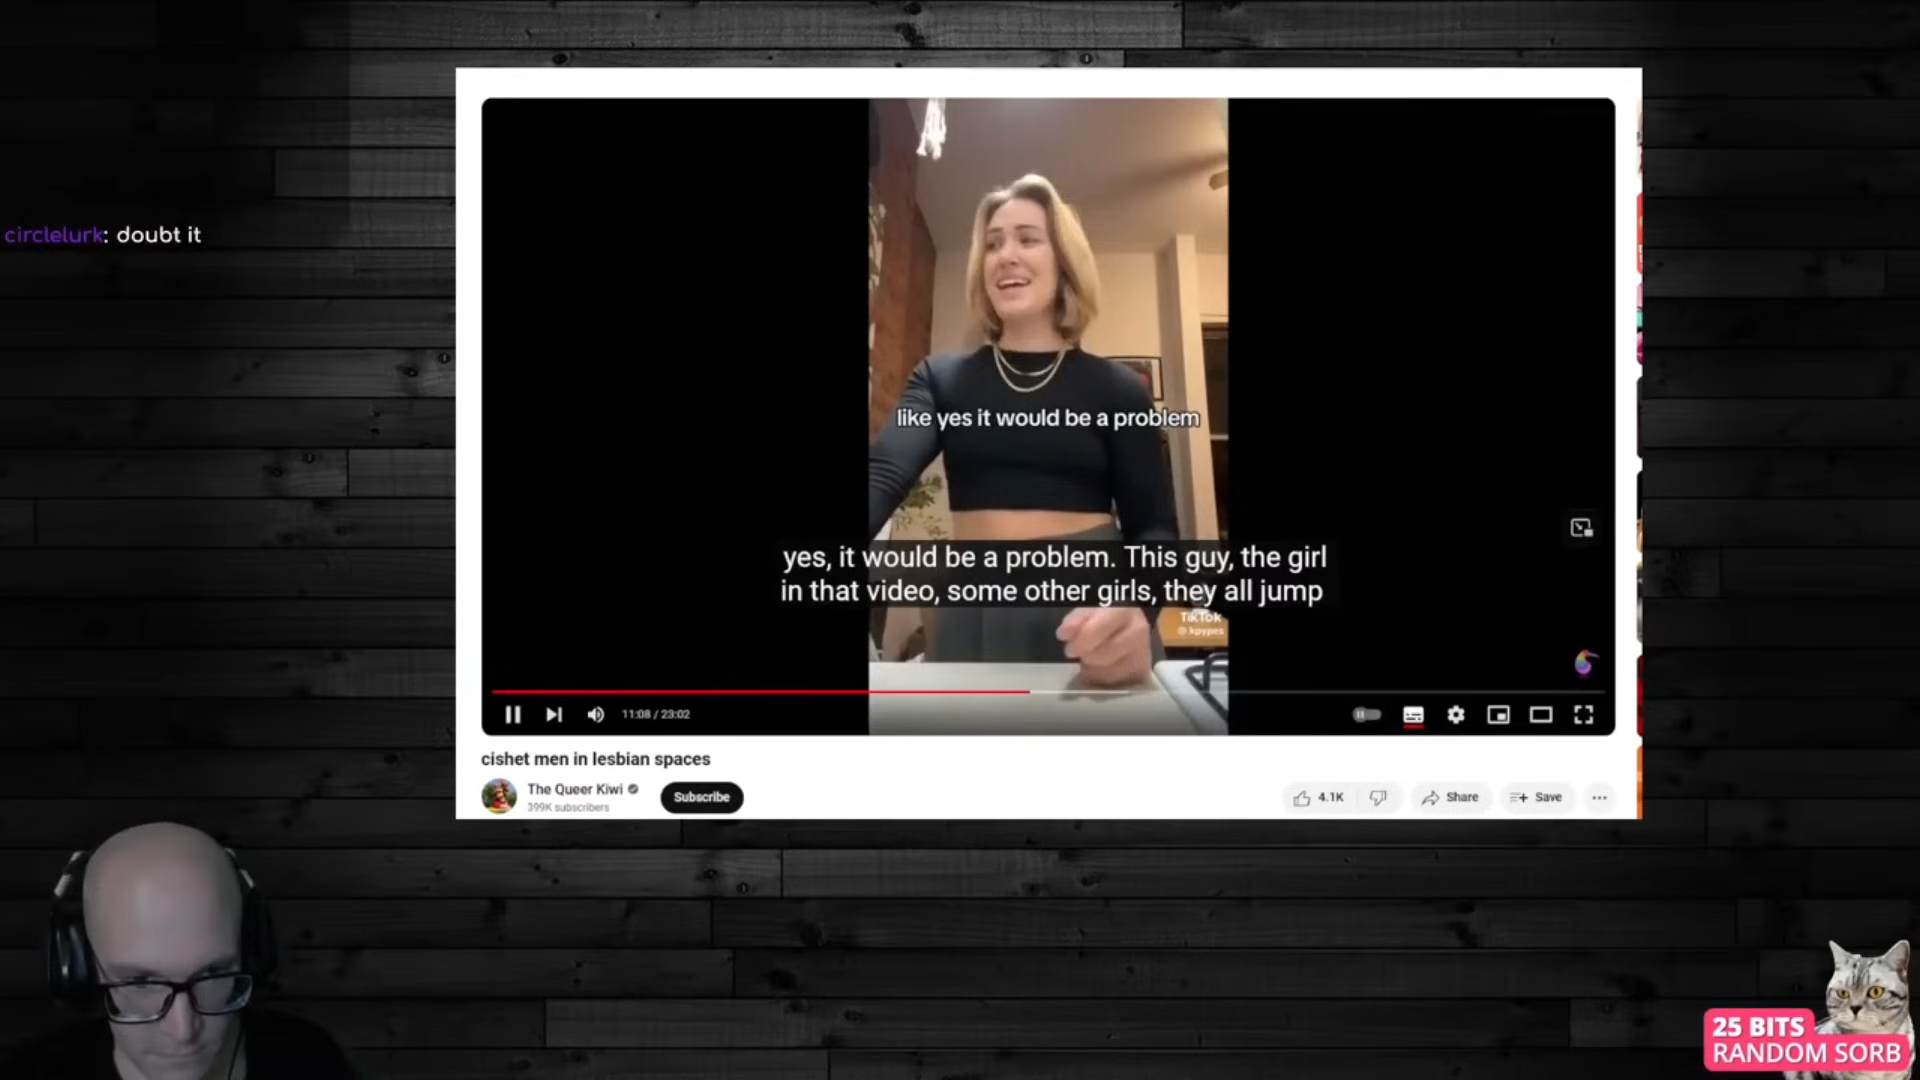 circlelurk: doubt it
like yes it would be a problem
yes, it would be a problem. This guy, the girl
in that video, some other girls, they all jump
TikTok
@kpypes
11:08 / 23:02
cishet men in lesbian spaces
The Queer Kiwi
399K subscribers
Subscribe
4.1K
Share
Save
25 BITS
RANDOM SORB